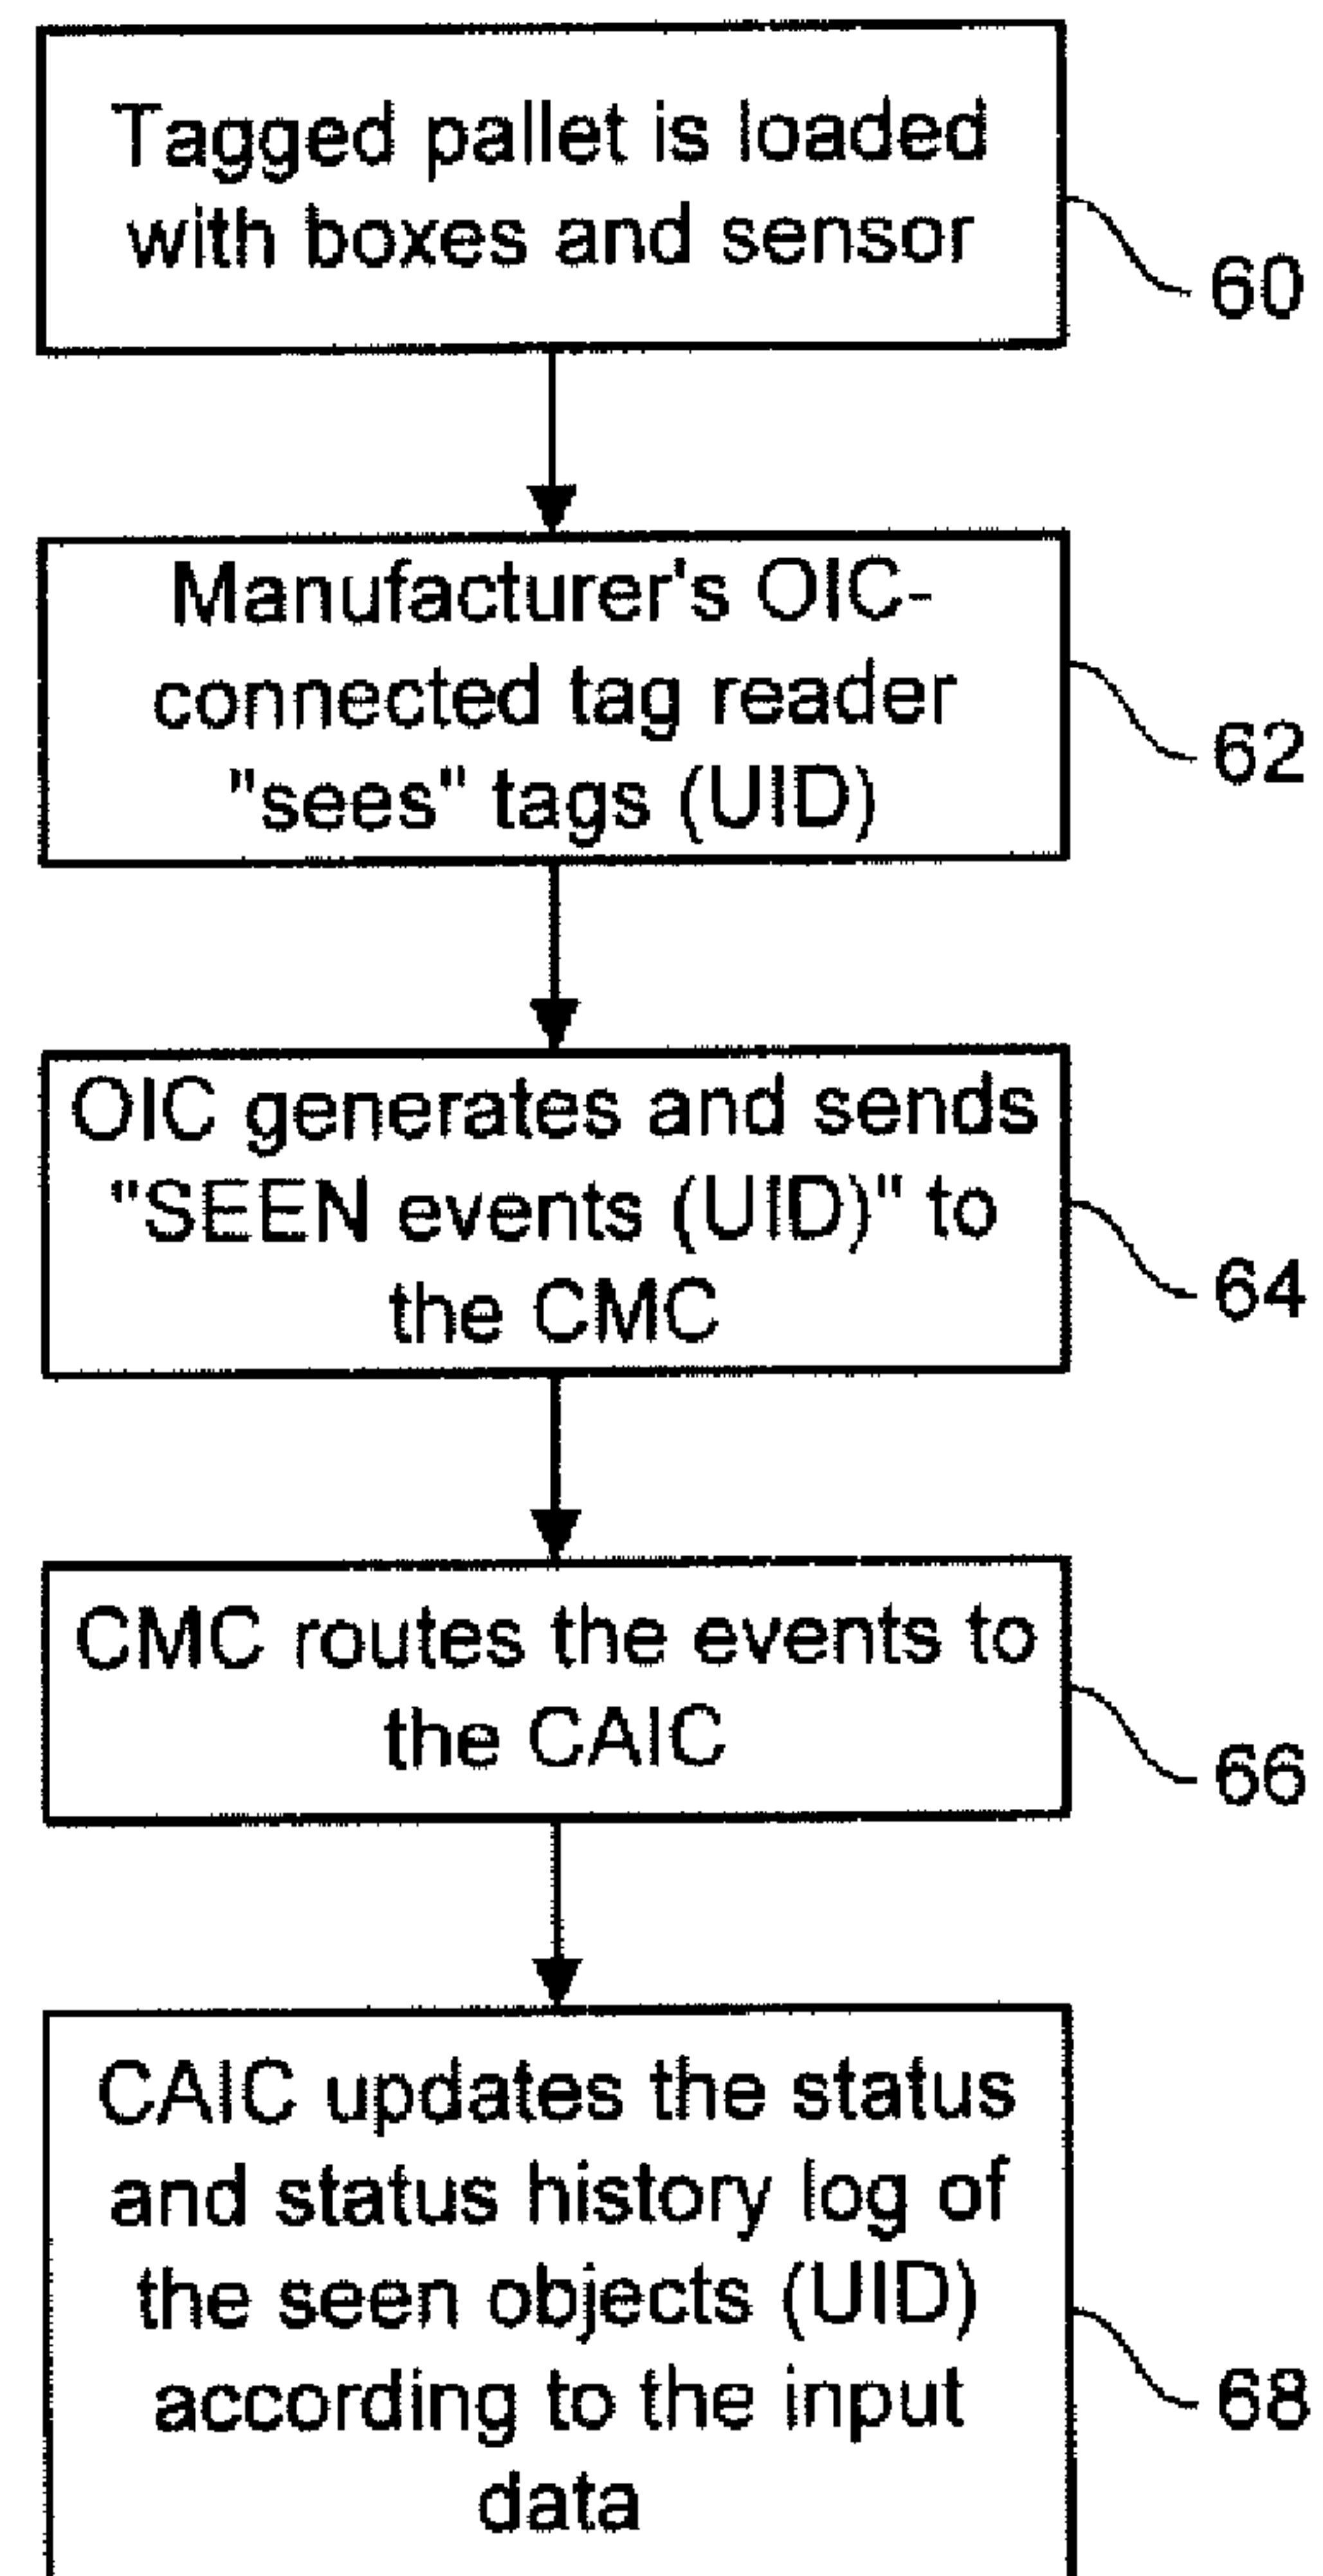 Tagged pallet is loaded
with boxes and sensor
60
Manufacturer's OIC-
connected tag reader
"sees" tags (UID)
62
OIC generates and sends
"SEEN events (UID)" to
the CMC
64
CMC routes the events to
the CAIC
66
CAIC updates the status
and status history log of
the seen objects (UID)
according to the input
data
68